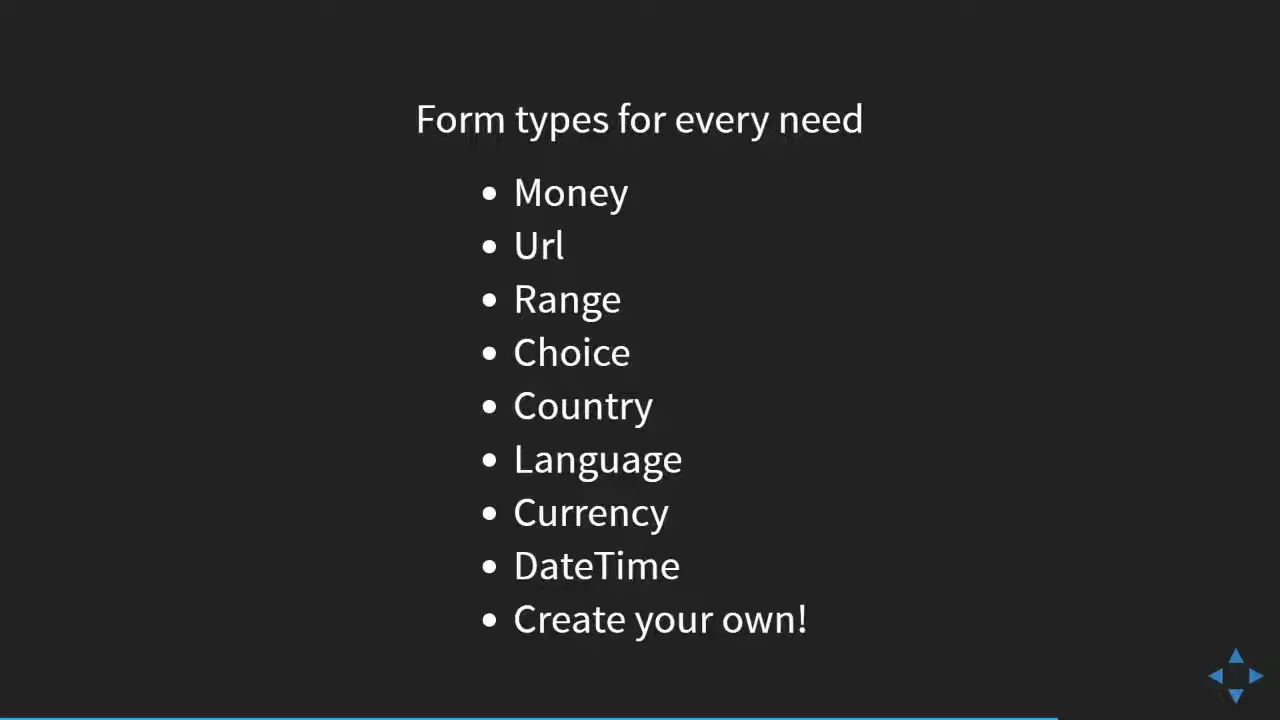 Form types for every need
• Money
• Url
• Range
• Choice
• Country
• Language
• Currency
• DateTime
• Create your own!